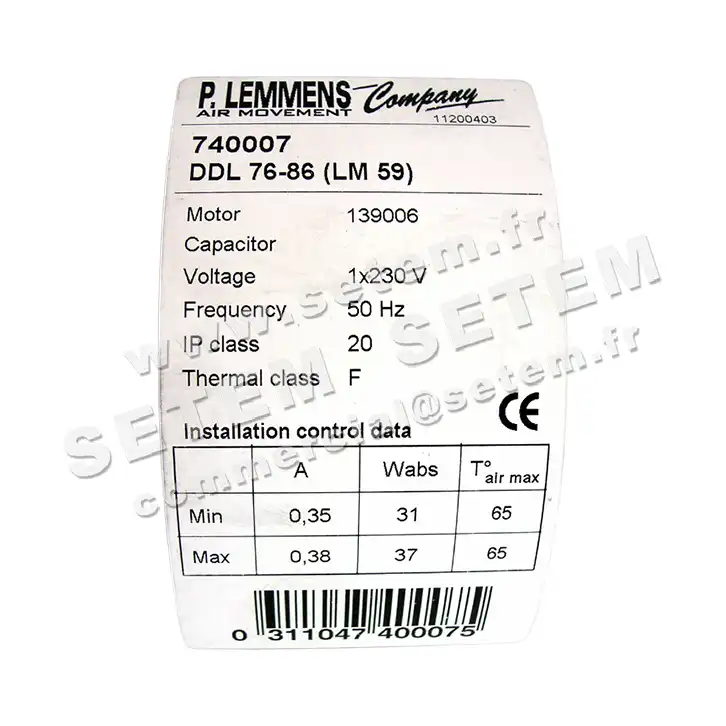 P. LEMMENS Company
AIR MOVEMENT
11200403
740007
DDL 76-86 (LM 59)
Motor 139006
Capacitor
Voltage 1x230 V
Frequency 50 Hz
IP class 20
Thermal class F
CE
Installation control data
A Wabs T° air max
Min 0,35 31 65
Max 0,38 37 65
0 311047 400075
www.setem.fr
SETEM SETEM
commercial@setem.fr